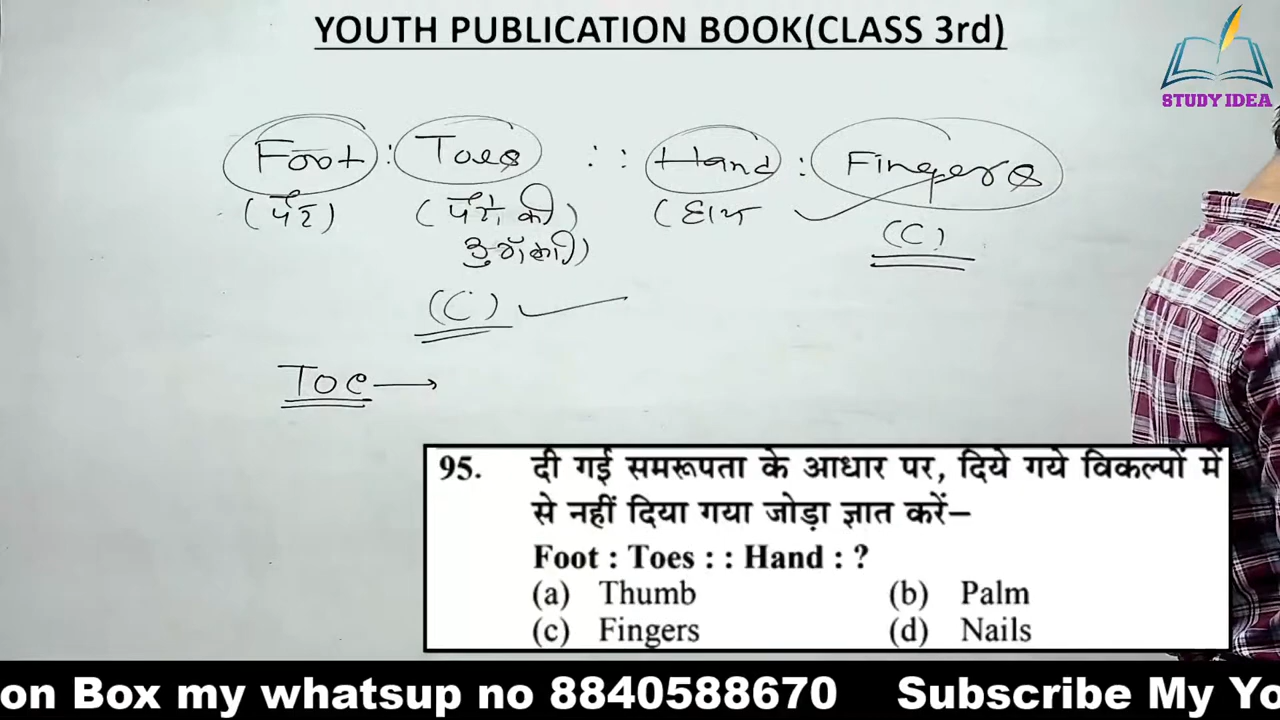 YOUTH PUBLICATION BOOK(CLASS 3rd)
STUDY IDEA
Foot : Toes : : Hand : Fingers
(पैर) (पैरों की (हाथ (C)
(C)
Toe →
95. दी गई समरूपता के आधार पर, दिये गये विकल्पों में
से नहीं दिया गया जोड़ा ज्ञात करें–
Foot : Toes : : Hand : ?
(a) Thumb (b) Palm
(c) Fingers (d) Nails
on Box my whatsup no 8840588670 Subscribe My Yo